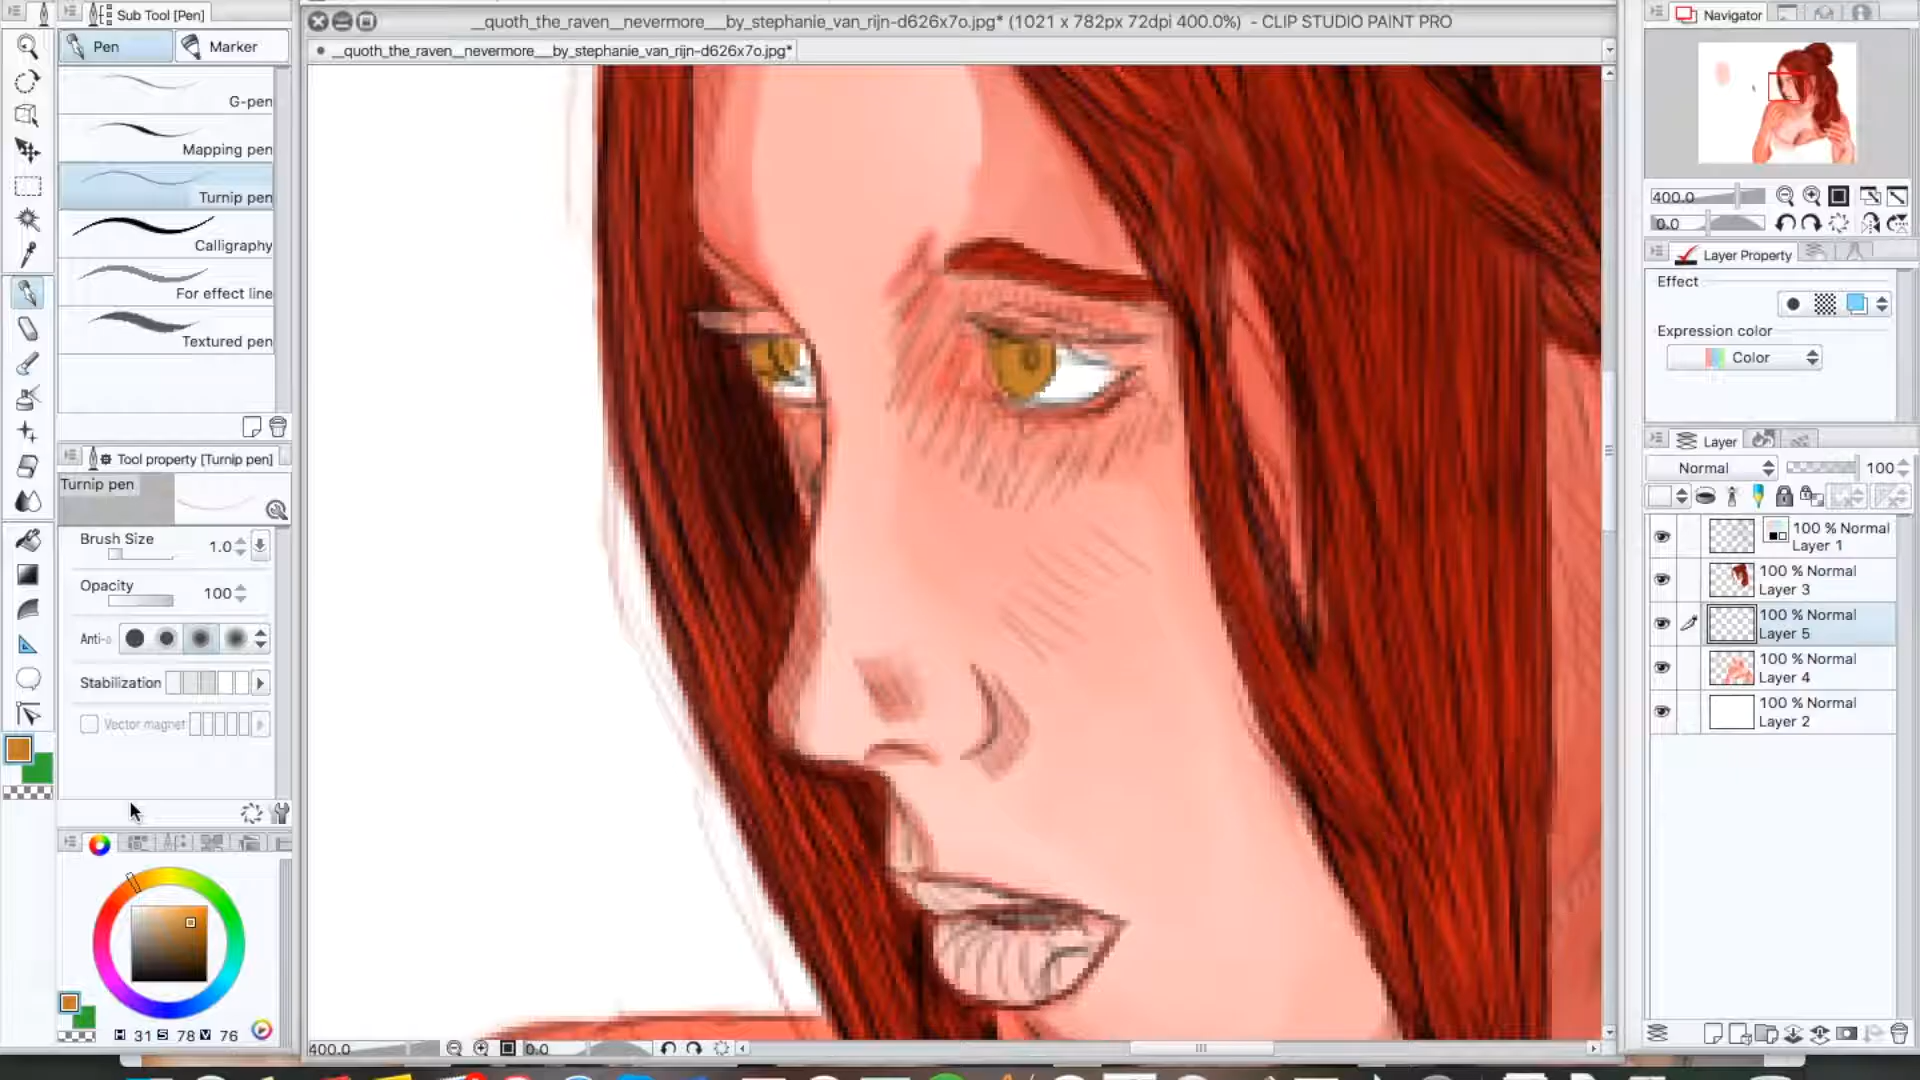 Sub Tool [Pen]
__quoth_the_raven__nevermore___by_stephanie_van_rijn-d626x7o.jpg* (1021 x 782px 72dpi 400.0%) - CLIP STUDIO PAINT PRO
Navigator
Pen
Marker
__quoth_the_raven__nevermore___by_stephanie_van_rijn-d626x7o.jpg*
G-pen
Mapping pen
Turnip pen
Calligraphy
For effect line
Textured pen
400.0
0.0
Layer Property
Effect
Expression color
Color
Layer
Normal
100
100 % Normal
Layer 1
100 % Normal
Layer 3
100 % Normal
Layer 5
100 % Normal
Layer 4
100 % Normal
Layer 2
Tool property [Turnip pen]
Turnip pen
Brush Size
1.0
Opacity
100
Anti-a
Stabilization
Vector magnet
H 31 S 78 V 76
400.0
0.0